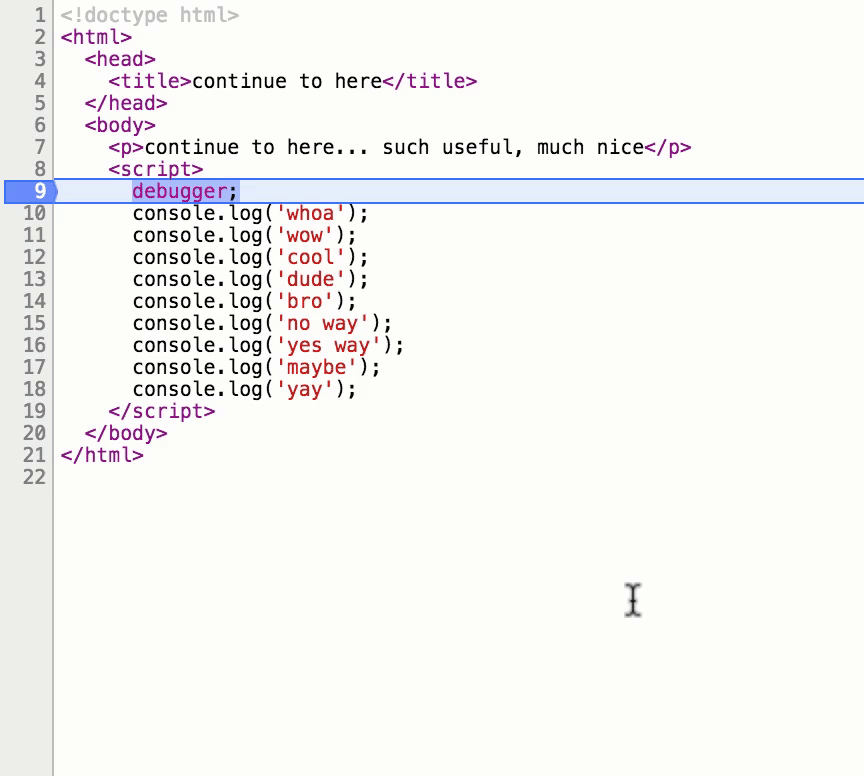 1 <!doctype html>
2 <html>
3   <head>
4     <title>continue to here</title>
5   </head>
6   <body>
7     <p>continue to here... such useful, much nice</p>
8     <script>
9       debugger;
10       console.log('whoa');
11       console.log('wow');
12       console.log('cool');
13       console.log('dude');
14       console.log('bro');
15       console.log('no way');
16       console.log('yes way');
17       console.log('maybe');
18       console.log('yay');
19     </script>
20   </body>
21 </html>
22